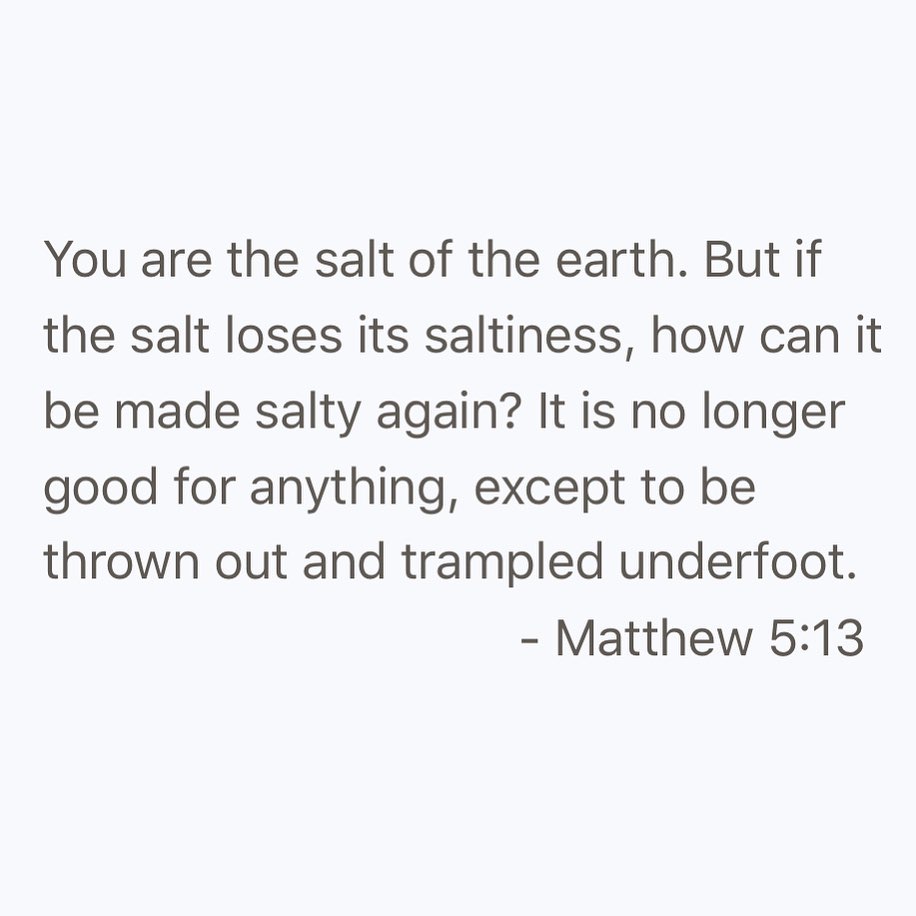 You are the salt of the earth. But if
the salt loses its saltiness, how can it
be made salty again? It is no longer
good for anything, except to be
thrown out and trampled underfoot.
- Matthew 5:13